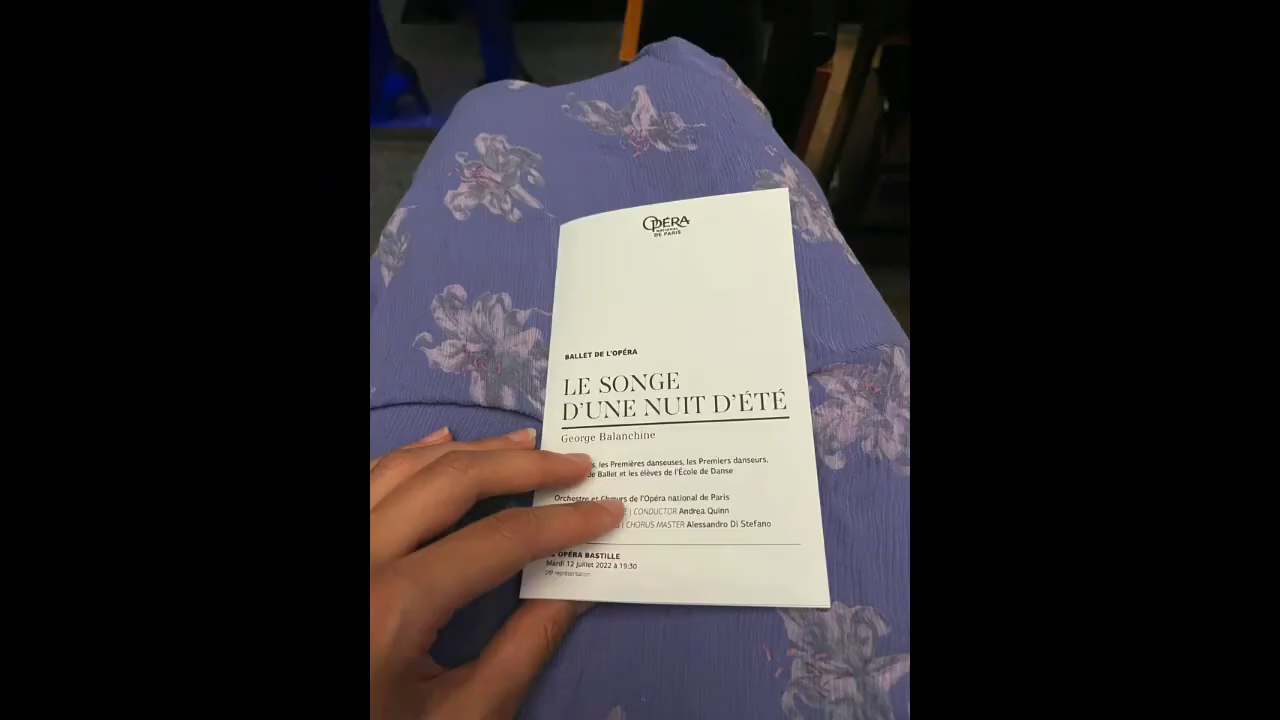 OPÉRA
NATIONAL
DE PARIS
BALLET DE L'OPÉRA
LE SONGE
D'UNE NUIT D'ÉTÉ
George Balanchine
les Premières danseuses, les Premiers danseurs,
de Ballet et les élèves de l'École de Danse
Orchestre et Chœurs de l'Opéra national de Paris
| CONDUCTOR Andrea Quinn
| CHORUS MASTER Alessandro Di Stefano
OPÉRA BASTILLE
Mardi 12 juillet 2022 à 19:30
représentation